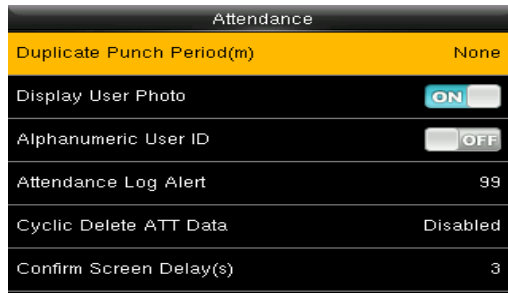 Attendance
Duplicate Punch Period(m) None
Display User Photo ON
Alphanumeric User ID OFF
Attendance Log Alert 99
Cyclic Delete ATT Data Disabled
Confirm Screen Delay(s) 3